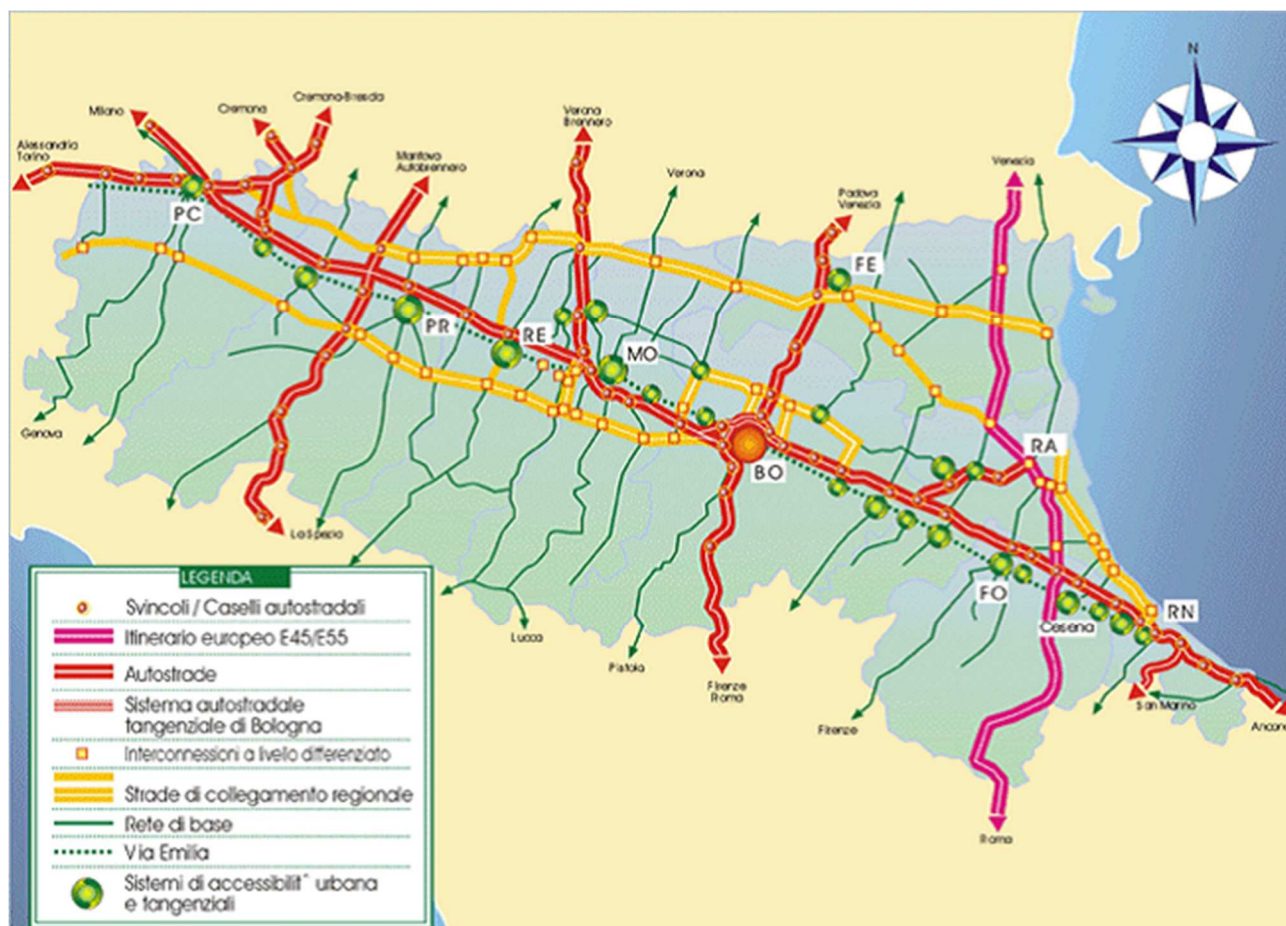 N
Cremona-Brescia
Milano
Cremona
Verona
Brennero
Alessandria
Torino
Mantova
Autobrennero
Verona
Venezia
Padova
Venezia
PC
FE
PR
RE
MO
Genova
RA
BO
La Spezia
FO
Cesena
RN
Lucca
Pistoia
Firenze
Roma
Firenze
San Marino
Ancona
Roma
LEGENDA
Svincoli / Caselli autostradali
Itinerario europeo E45/E55
Autostrade
Sistema autostradale
tangenziale di Bologna
Interconnessioni a livello differenziato
Strade di collegamento regionale
Rete di base
Via Emilia
Sistemi di accessibilit^ urbana
e tangenziali